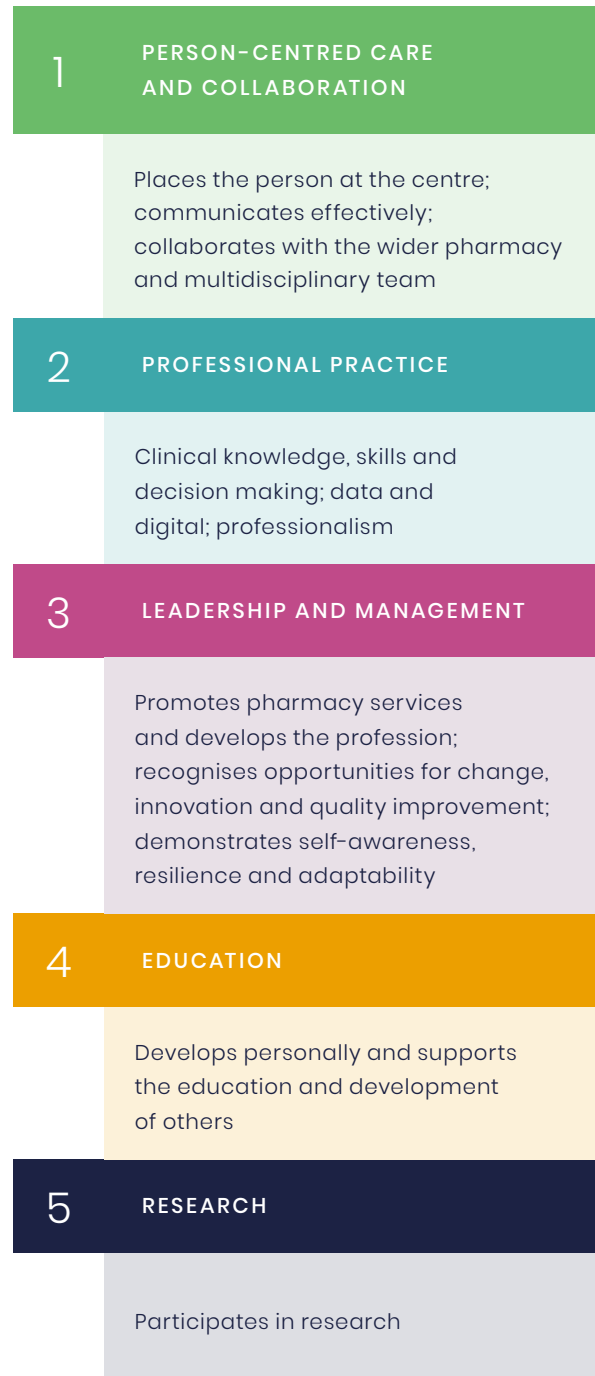 1
PERSON-CENTRED CARE
AND COLLABORATION
Places the person at the centre;
communicates effectively;
collaborates with the wider pharmacy
and multidisciplinary team
2
PROFESSIONAL PRACTICE
Clinical knowledge, skills and
decision making; data and
digital; professionalism
3
LEADERSHIP AND MANAGEMENT
Promotes pharmacy services
and develops the profession;
recognises opportunities for change,
innovation and quality improvement;
demonstrates self-awareness,
resilience and adaptability
4
EDUCATION
Develops personally and supports
the education and development
of others
5
RESEARCH
Participates in research